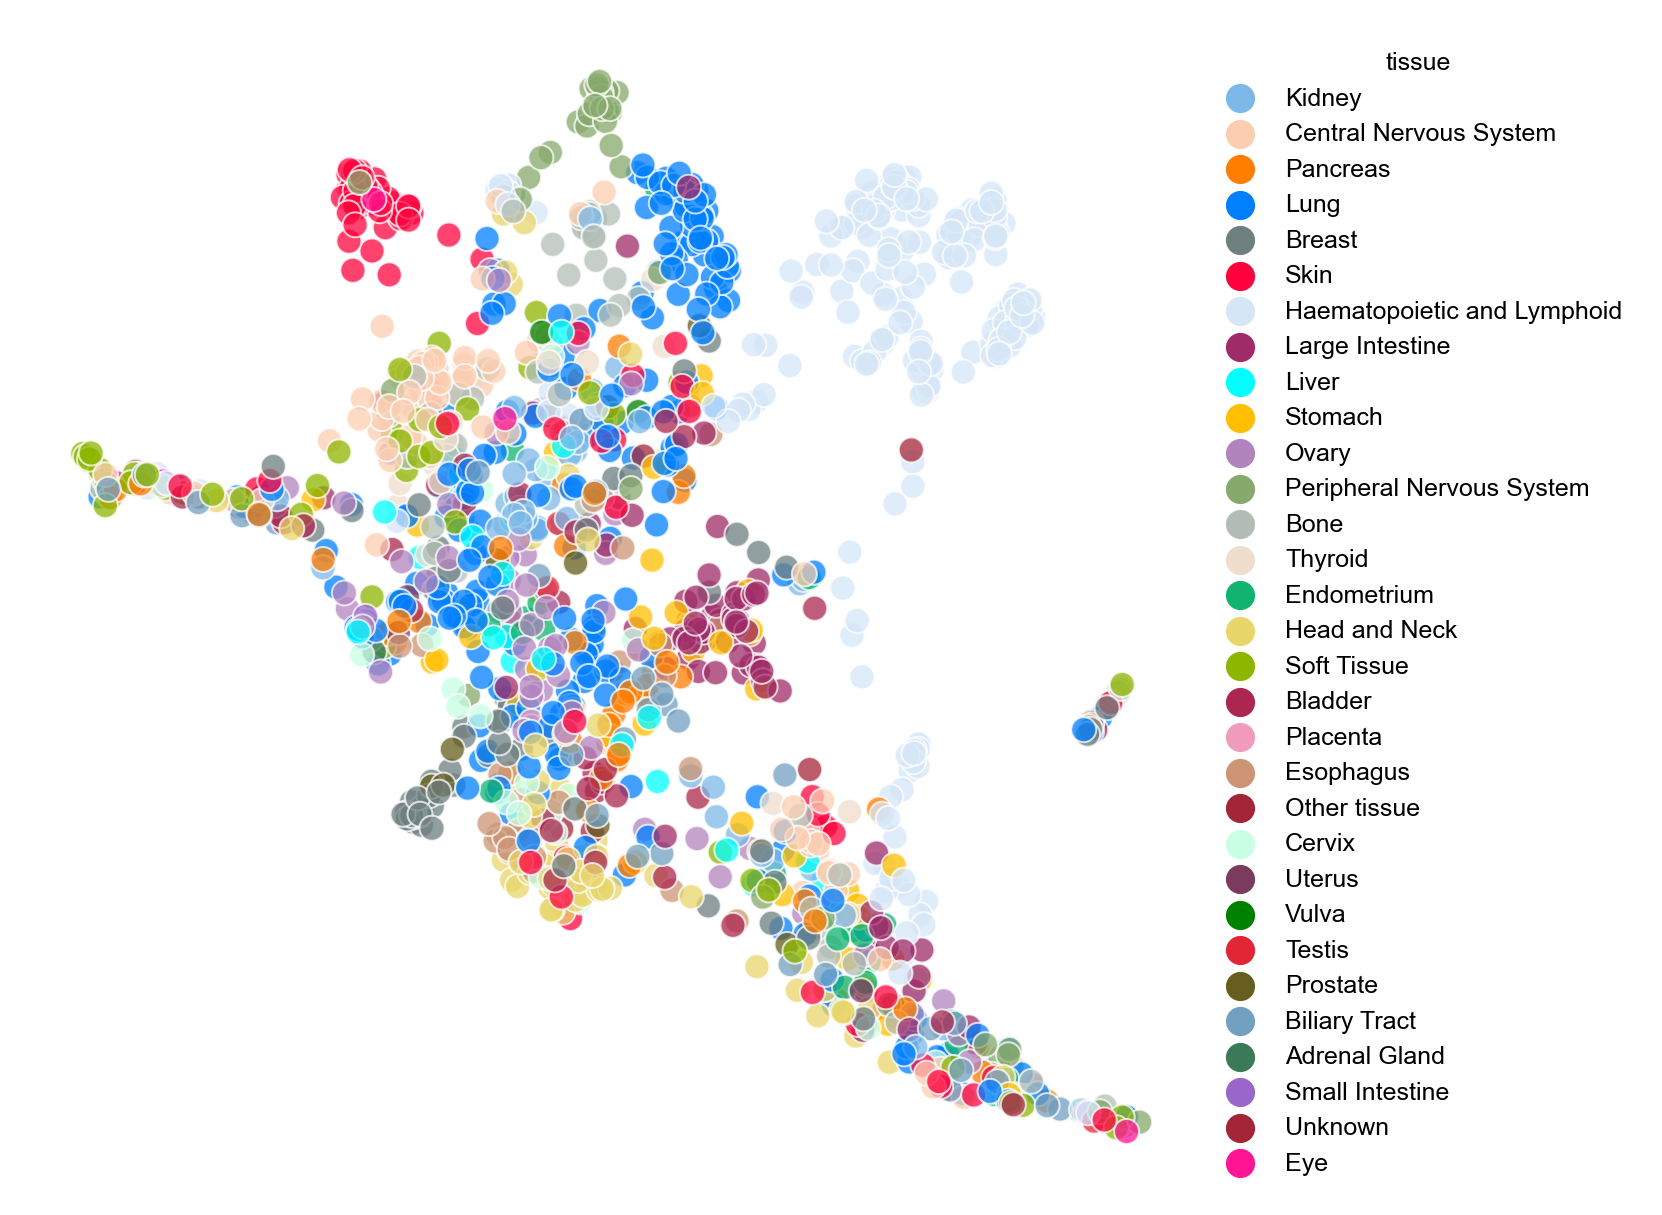 tissue
Kidney
Central Nervous System
Pancreas
Lung
Breast
Skin
Haematopoietic and Lymphoid
Large Intestine
Liver
Stomach
Ovary
Peripheral Nervous System
Bone
Thyroid
Endometrium
Head and Neck
Soft Tissue
Bladder
Placenta
Esophagus
Other tissue
Cervix
Uterus
Vulva
Testis
Prostate
Biliary Tract
Adrenal Gland
Small Intestine
Unknown
Eye